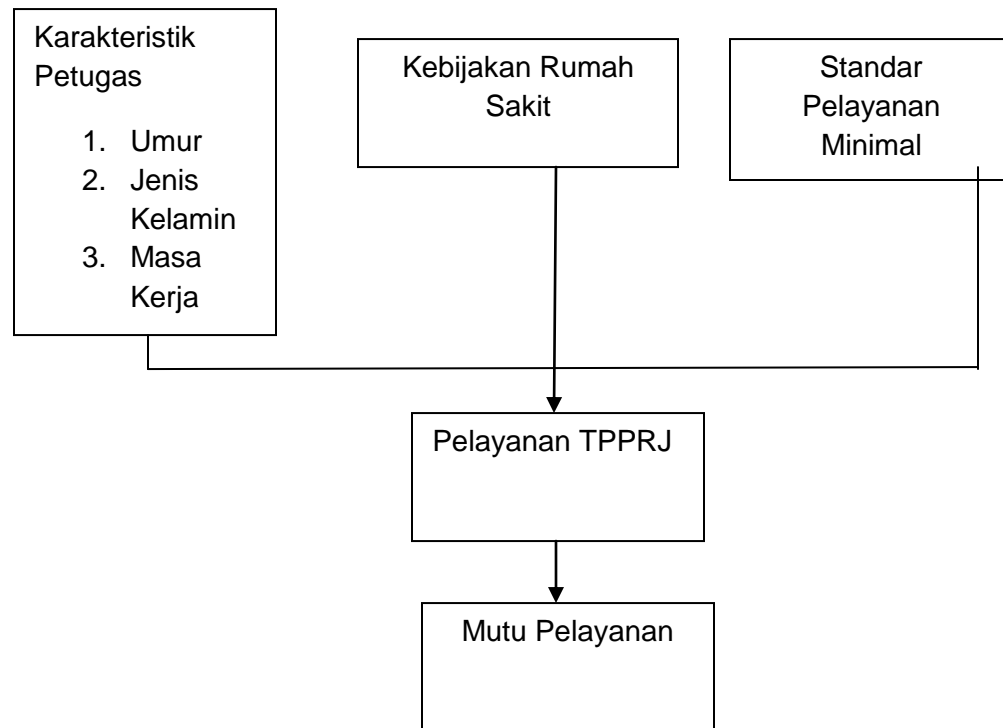 Karakteristik
Petugas
1. Umur
2. Jenis
Kelamin
3. Masa
Kerja
Kebijakan Rumah
Sakit
Standar
Pelayanan
Minimal
Pelayanan TPPRJ
Mutu Pelayanan